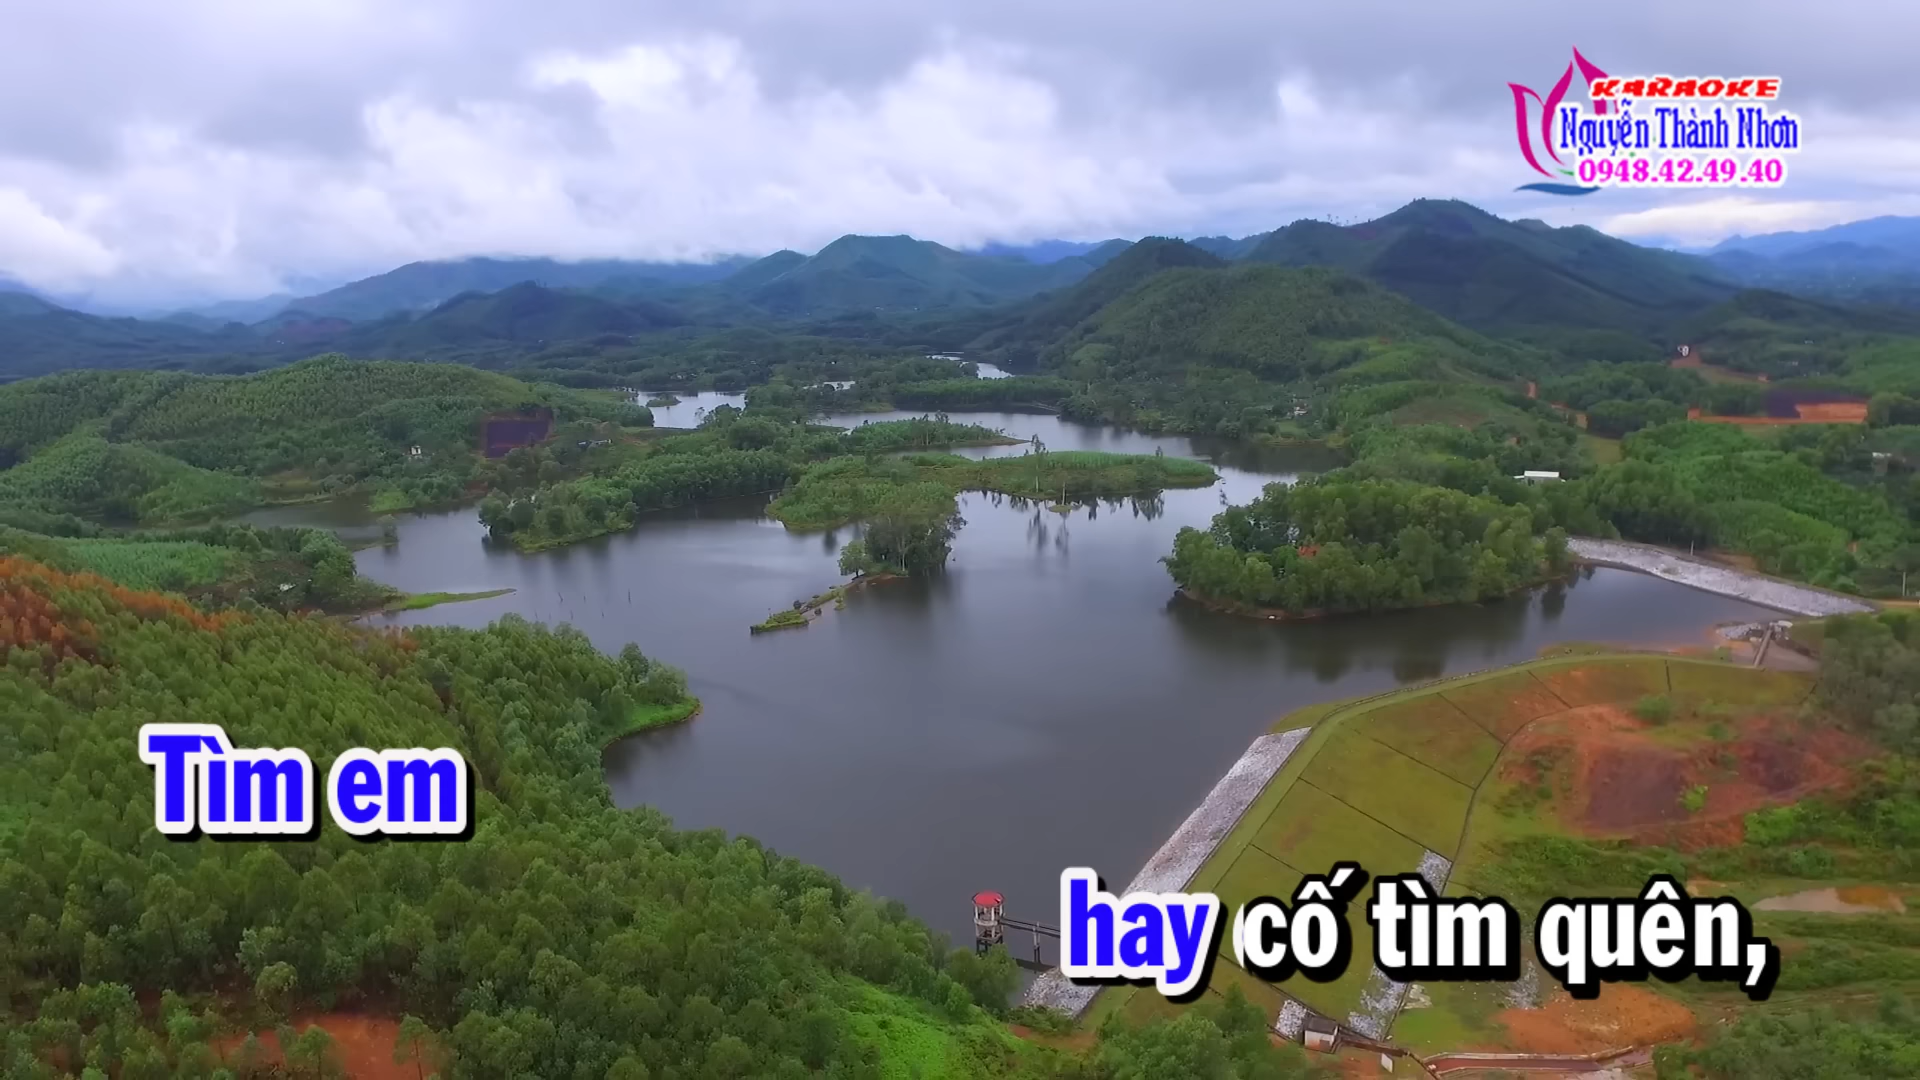 KARAOKE
Nguyễn Thành Nhơn
0948.42.49.40
Tìm em
hay cố tìm quên,